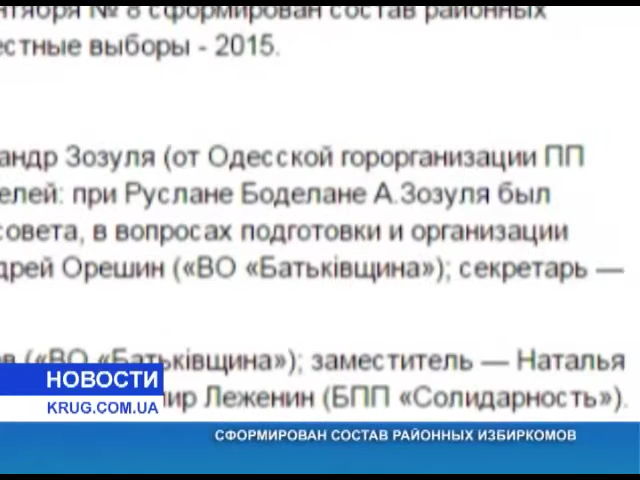 нтября № 8 сформирован состав районных
естные выборы - 2015.
андр Зозуля (от Одесской горорганизации ПП
елей: при Руслане Боделане А.Зозуля был
совета, в вопросах подготовки и организации
дрей Орешин («ВО «Батьківщина»); секретарь —
в («ВО «Батьківщина»); заместитель — Наталья
ир Леженин (БПП «Солидарность»).
НОВОСТИ
KRUG.COM.UA
СФОРМИРОВАН СОСТАВ РАЙОННЫХ ИЗБИРКОМОВ